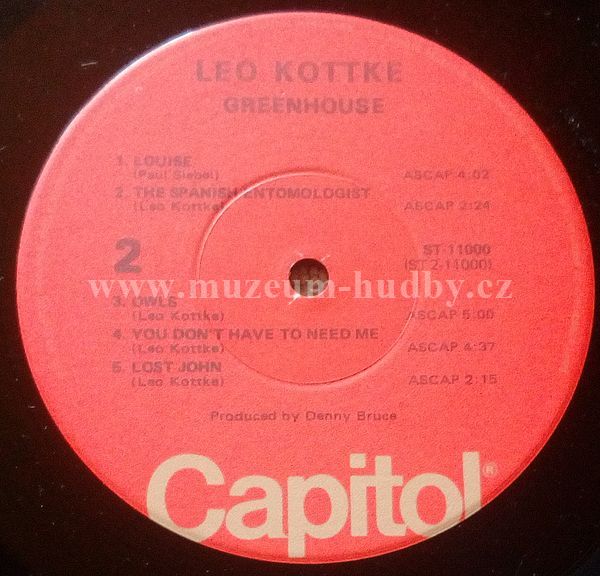 LEO KOTTKE
GREENHOUSE
1. LOUISE
(Paul Siebel) ASCAP 4:02
2. THE SPANISH ENTOMOLOGIST
(Leo Kottke) ASCAP 2:24
2 ST-11000
(ST 2-11000)
www.muzeum-hudby.cz
3. OWLS
(Leo Kottke) ASCAP 5:00
4. YOU DON'T HAVE TO NEED ME
(Leo Kottke) ASCAP 4:37
5. LOST JOHN
(Leo Kottke) ASCAP 2:15
Produced by Denny Bruce
Capitol®